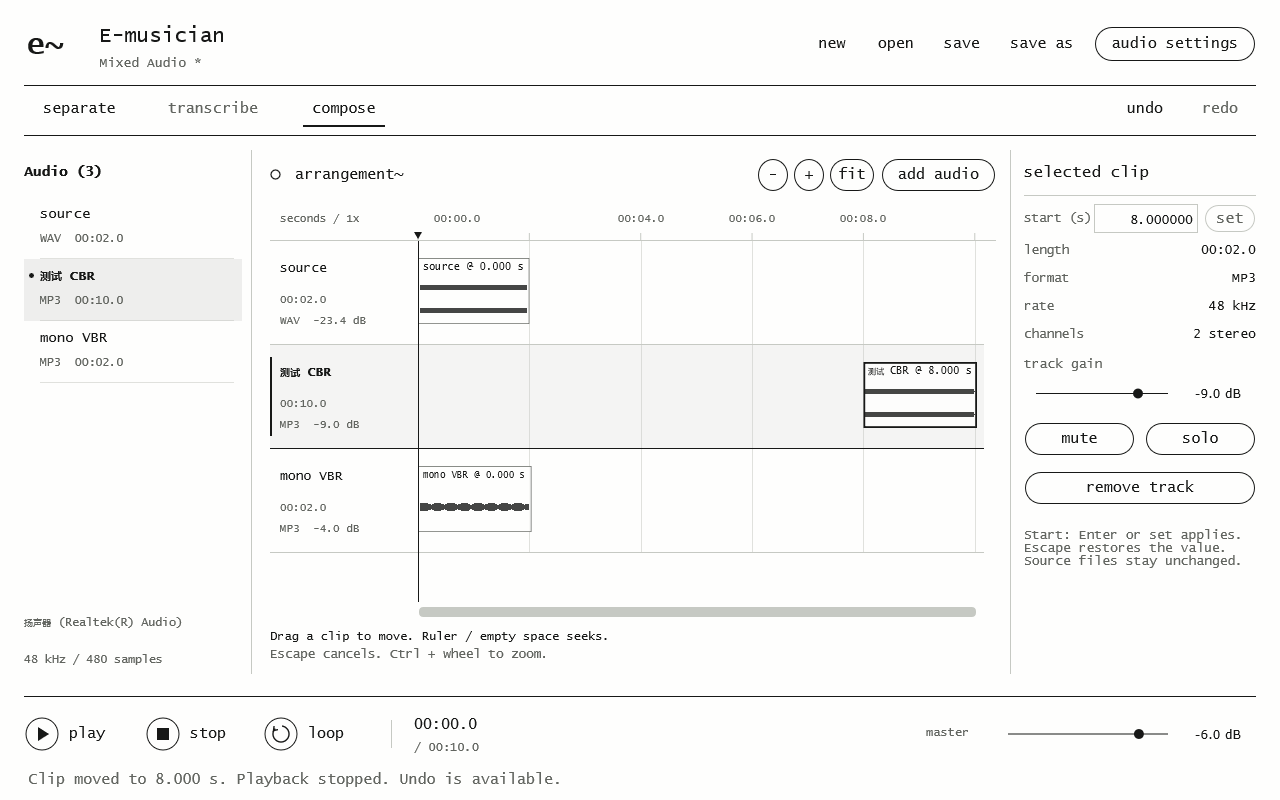 e~
E-musician
Mixed Audio *
new open save save as audio settings
separate transcribe compose
undo redo
Audio (3)
source
WAV 00:02.0
测试 CBR
MP3 00:10.0
mono VBR
MP3 00:02.0
扬声器 (Realtek(R) Audio)
48 kHz / 480 samples
arrangement~
- + fit add audio
seconds / 1x 00:00.0 00:04.0 00:06.0 00:08.0
source
00:02.0
WAV -23.4 dB
source @ 0.000 s
测试 CBR
00:10.0
MP3 -9.0 dB
测试 CBR @ 8.000 s
mono VBR
00:02.0
MP3 -4.0 dB
mono VBR @ 0.000 s
Drag a clip to move. Ruler / empty space seeks.
Escape cancels. Ctrl + wheel to zoom.
selected clip
start (s) 8.000000 set
length 00:02.0
format MP3
rate 48 kHz
channels 2 stereo
track gain
-9.0 dB
mute solo
remove track
Start: Enter or set applies.
Escape restores the value.
Source files stay unchanged.
play stop loop
00:00.0
/ 00:10.0
master -6.0 dB
Clip moved to 8.000 s. Playback stopped. Undo is available.